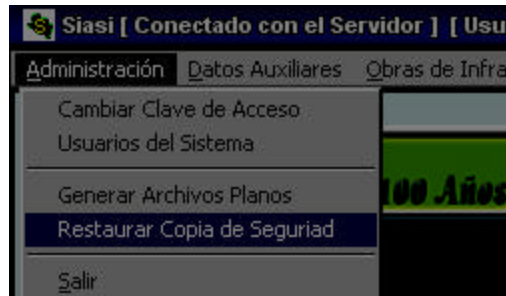 Siasi [ Conectado con el Servidor ] [ Usu
Administración Datos Auxiliares Obras de Infra
Cambiar Clave de Acceso
Usuarios del Sistema
100 Años
Generar Archivos Planos
Restaurar Copia de Seguriad
Salir